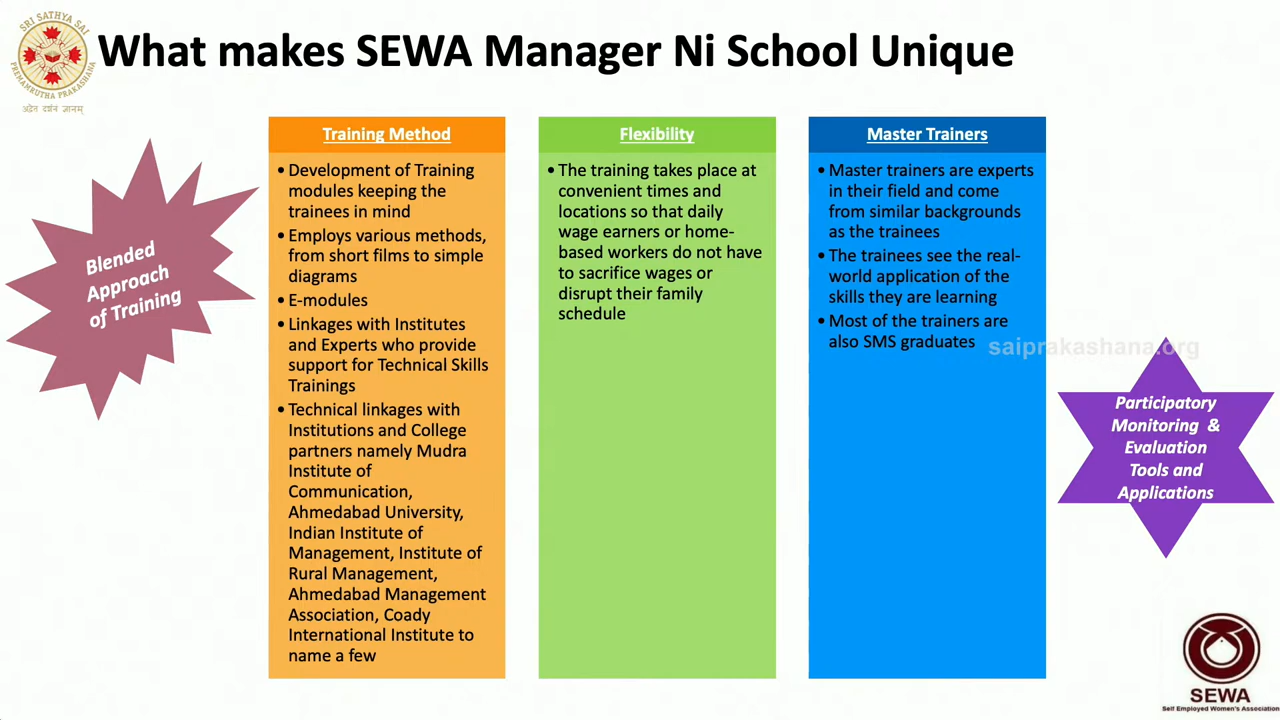 SRI SATHYA SAI
PREMAMRUTHA PRAKASHANA
अद्वैत दर्शनं ज्ञानम्
What makes SEWA Manager Ni School Unique
Blended
Approach
of Training
Training Method
• Development of Training
modules keeping the
trainees in mind
• Employs various methods,
from short films to simple
diagrams
• E-modules
• Linkages with Institutes
and Experts who provide
support for Technical Skills
Trainings
• Technical linkages with
Institutions and College
partners namely Mudra
Institute of
Communication,
Ahmedabad University,
Indian Institute of
Management, Institute of
Rural Management,
Ahmedabad Management
Association, Coady
International Institute to
name a few
Flexibility
• The training takes place at
convenient times and
locations so that daily
wage earners or home-
based workers do not have
to sacrifice wages or
disrupt their family
schedule
Master Trainers
• Master trainers are experts
in their field and come
from similar backgrounds
as the trainees
• The trainees see the real-
world application of the
skills they are learning
• Most of the trainers are
also SMS graduates
saiprakashana.org
Participatory
Monitoring &
Evaluation
Tools and
Applications
SEWA
Self Employed Women's Association